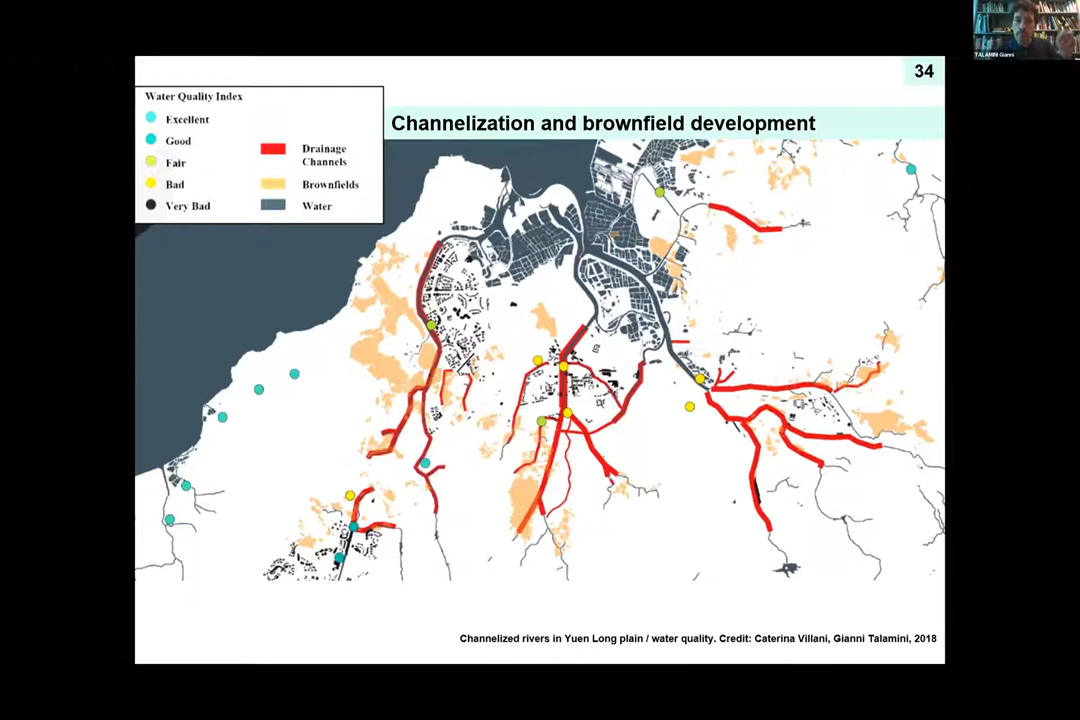 TALAMINI Gianni
34
Channelization and brownfield development
Water Quality Index
Excellent
Good
Fair
Bad
Very Bad
Drainage
Channels
Brownfields
Water
Channelized rivers in Yuen Long plain / water quality. Credit: Caterina Villani, Gianni Talamini, 2018